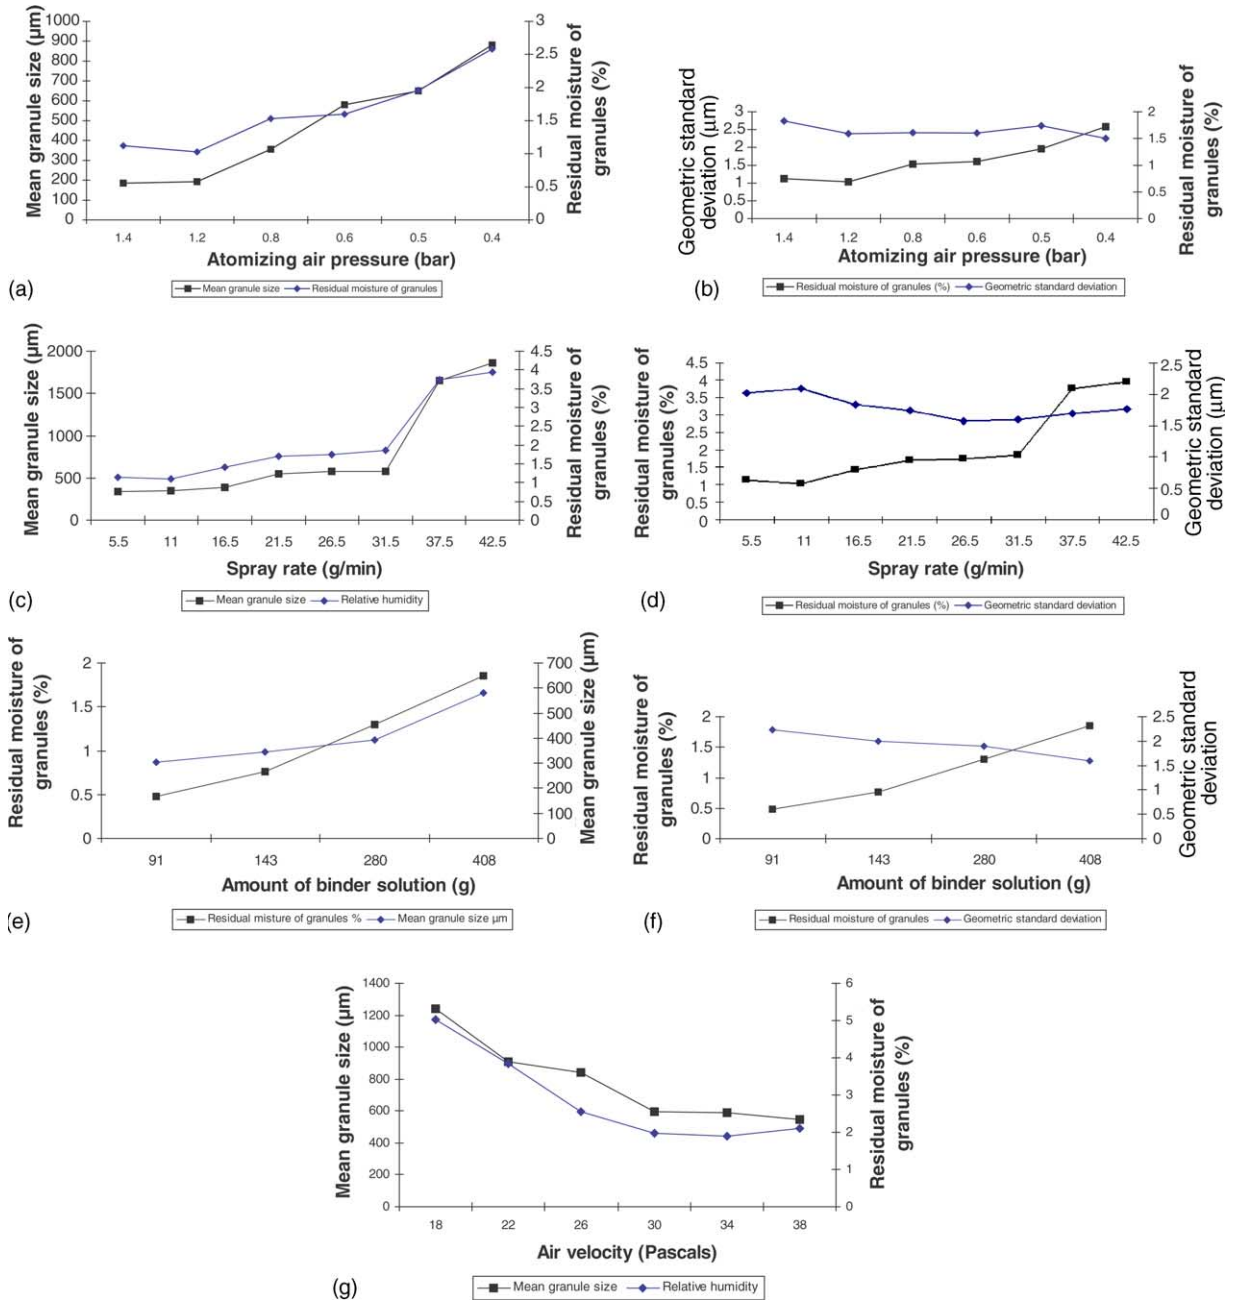 Mean granule size (µm)
1000
900
800
700
600
500
400
300
200
100
0
3
2.5
2
1.5
1
0.5
0
Residual moisture of
granules (%)
1.4 1.2 0.8 0.6 0.5 0.4
Atomizing air pressure (bar)
(a)
Mean granule size Residual moisture of granules
Geometric standard
deviation (µm)
3
2.5
2
1.5
1
0.5
0
2
1.5
1
0.5
0
Residual moisture of
granules (%)
1.4 1.2 0.8 0.6 0.5 0.4
Atomizing air pressure (bar)
(b)
Residual moisture of granules (%) Geometric standard deviation
Mean granule size (µm)
2000
1500
1000
500
0
4.5
4
3.5
3
2.5
2
1.5
1
0.5
0
Residual moisture of
granules (%)
5.5 11 16.5 21.5 26.5 31.5 37.5 42.5
Spray rate (g/min)
(c)
Mean granule size Relative humidity
Residual moisture of
granules (%)
4.5
4
3.5
3
2.5
2
1.5
1
0.5
0
2.5
2
1.5
1
0.5
0
Geometric standard
deviation (µm)
5.5 11 16.5 21.5 26.5 31.5 37.5 42.5
Spray rate (g/min)
(d)
Residual moisture of granules (%) Geometric standard deviation
Residual moisture of
granules (%)
2
1.5
1
0.5
0
700
600
500
400
300
200
100
0
Mean granule size (µm)
91 143 280 408
Amount of binder solution (g)
(e)
Residual misture of granules % Mean granule size µm
Residual moisture of
granules (%)
2
1.5
1
0.5
0
2.5
2
1.5
1
0.5
0
Geometric standard
deviation
91 143 280 408
Amount of binder solution (g)
(f)
Residual moisture of granules Geometric standard deviation
Mean granule size (µm)
1400
1200
1000
800
600
400
200
0
6
5
4
3
2
1
0
Residual moisture of
granules (%)
18 22 26 30 34 38
Air velocity (Pascals)
(g)
Mean granule size Relative humidity